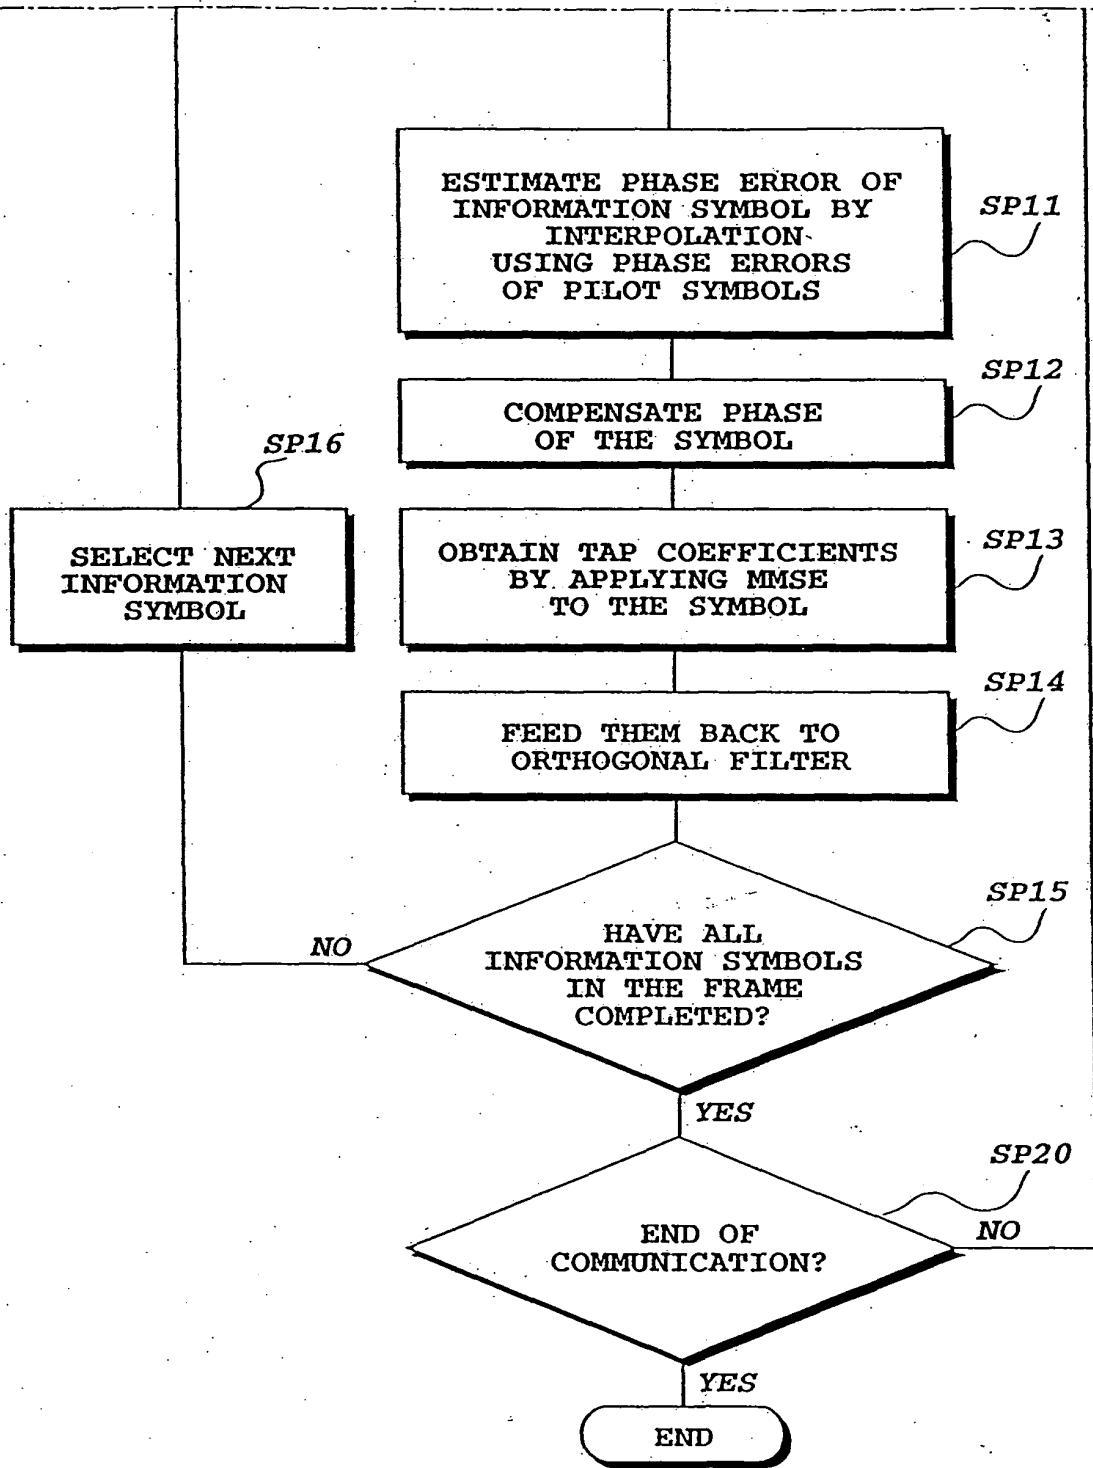 ESTIMATE PHASE ERROR OF
INFORMATION SYMBOL BY
INTERPOLATION
USING PHASE ERRORS
OF PILOT SYMBOLS
SP11
COMPENSATE PHASE
OF THE SYMBOL
SP12
SP16
SELECT NEXT
INFORMATION
SYMBOL
OBTAIN TAP COEFFICIENTS
BY APPLYING MMSE
TO THE SYMBOL
SP13
FEED THEM BACK TO
ORTHOGONAL FILTER
SP14
HAVE ALL
INFORMATION SYMBOLS
IN THE FRAME
COMPLETED?
SP15
NO
YES
END OF
COMMUNICATION?
SP20
NO
YES
END